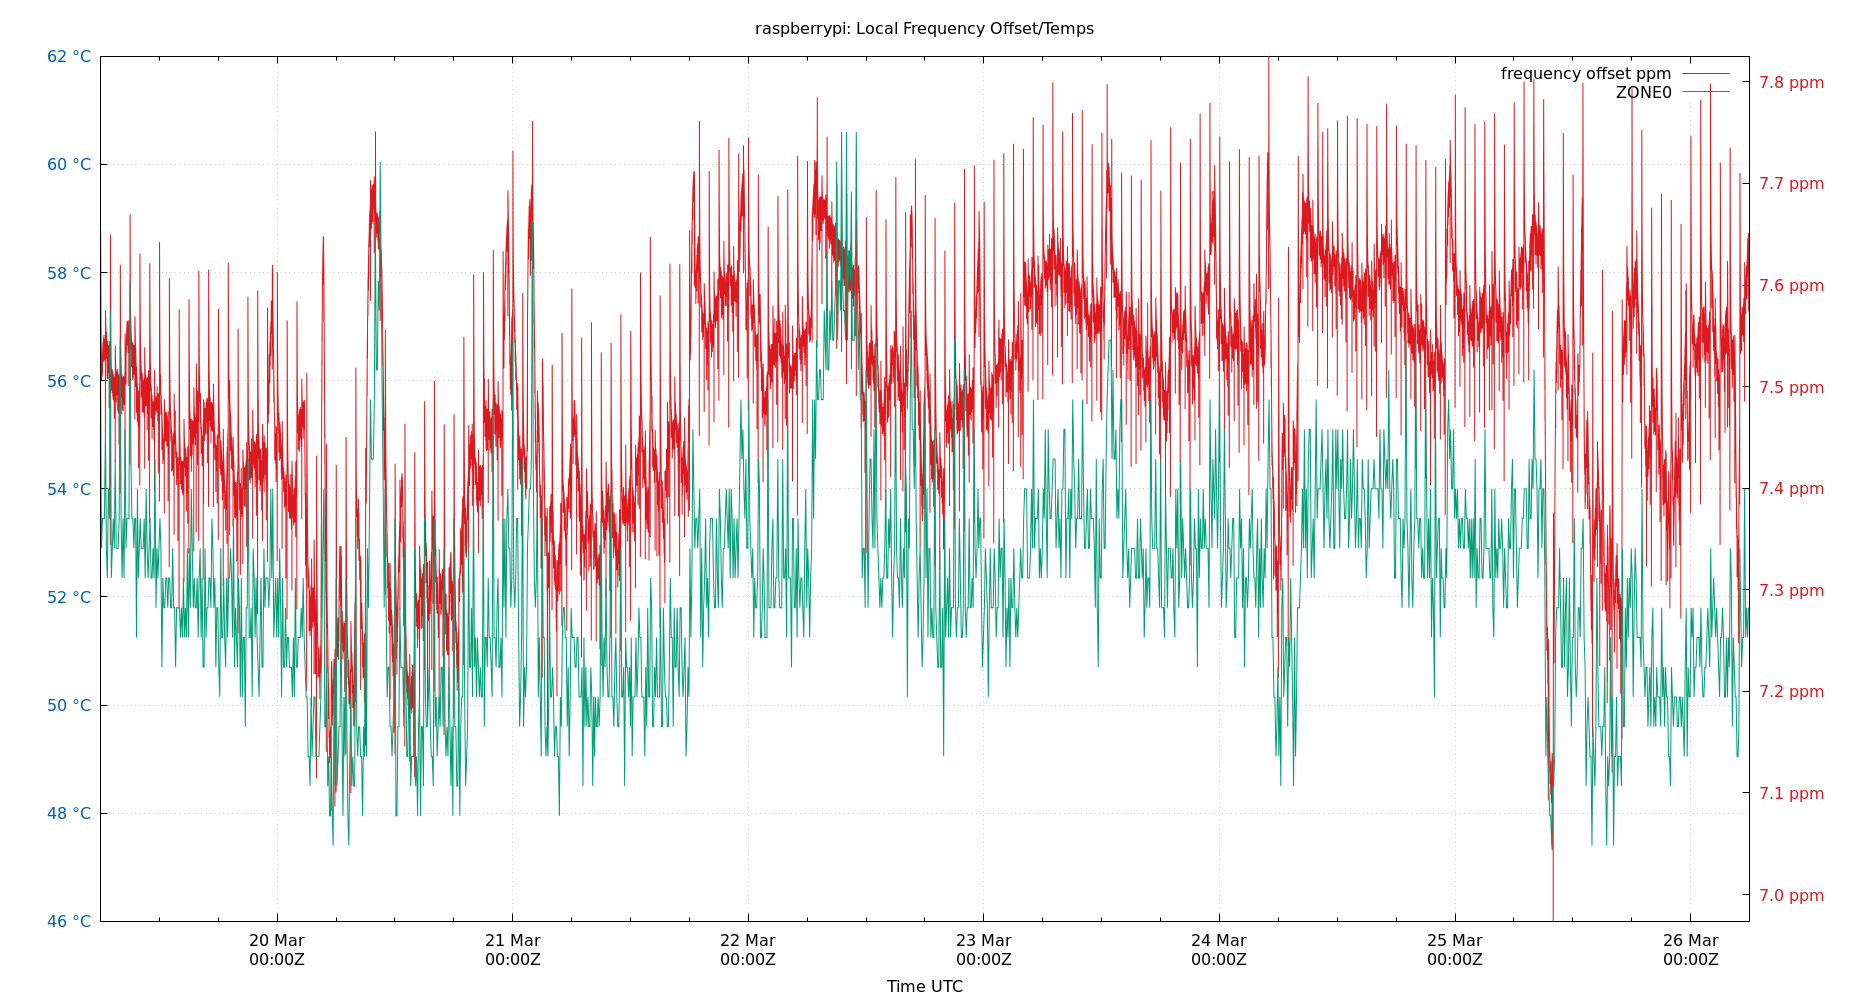 raspberrypi: Local Frequency Offset/Temps
62 °C
60 °C
58 °C
56 °C
54 °C
52 °C
50 °C
48 °C
46 °C
frequency offset ppm
ZONE0
7.8 ppm
7.7 ppm
7.6 ppm
7.5 ppm
7.4 ppm
7.3 ppm
7.2 ppm
7.1 ppm
7.0 ppm
20 Mar 21 Mar 22 Mar 23 Mar 24 Mar 25 Mar 26 Mar
00:00Z 00:00Z 00:00Z 00:00Z 00:00Z 00:00Z 00:00Z
Time UTC